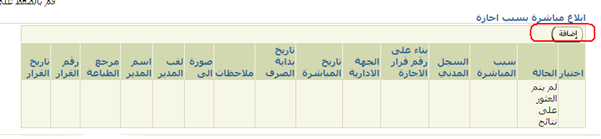 قم بالضغط على
ابلاغ مباشرة بسبب اجازة
إضافة
اختيار الحالة سبب المباشرة السجل المدني بناء على رقم قرار الاجازة الجهة الادارية تاريخ المباشرة تاريخ بداية الصرف ملاحظات صورة الى لقب المدير اسم المدير مرجع الطباعة رقم القرار تاريخ القرار
لم يتم
العثور
على
نتائج